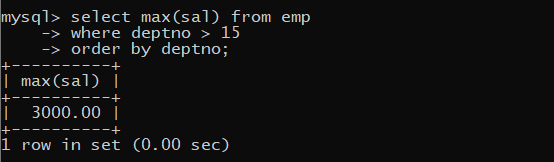 mysql> select max(sal) from emp
    -> where deptno > 15
    -> order by deptno;
+----------+
| max(sal) |
+----------+
|  3000.00 |
+----------+
1 row in set (0.00 sec)